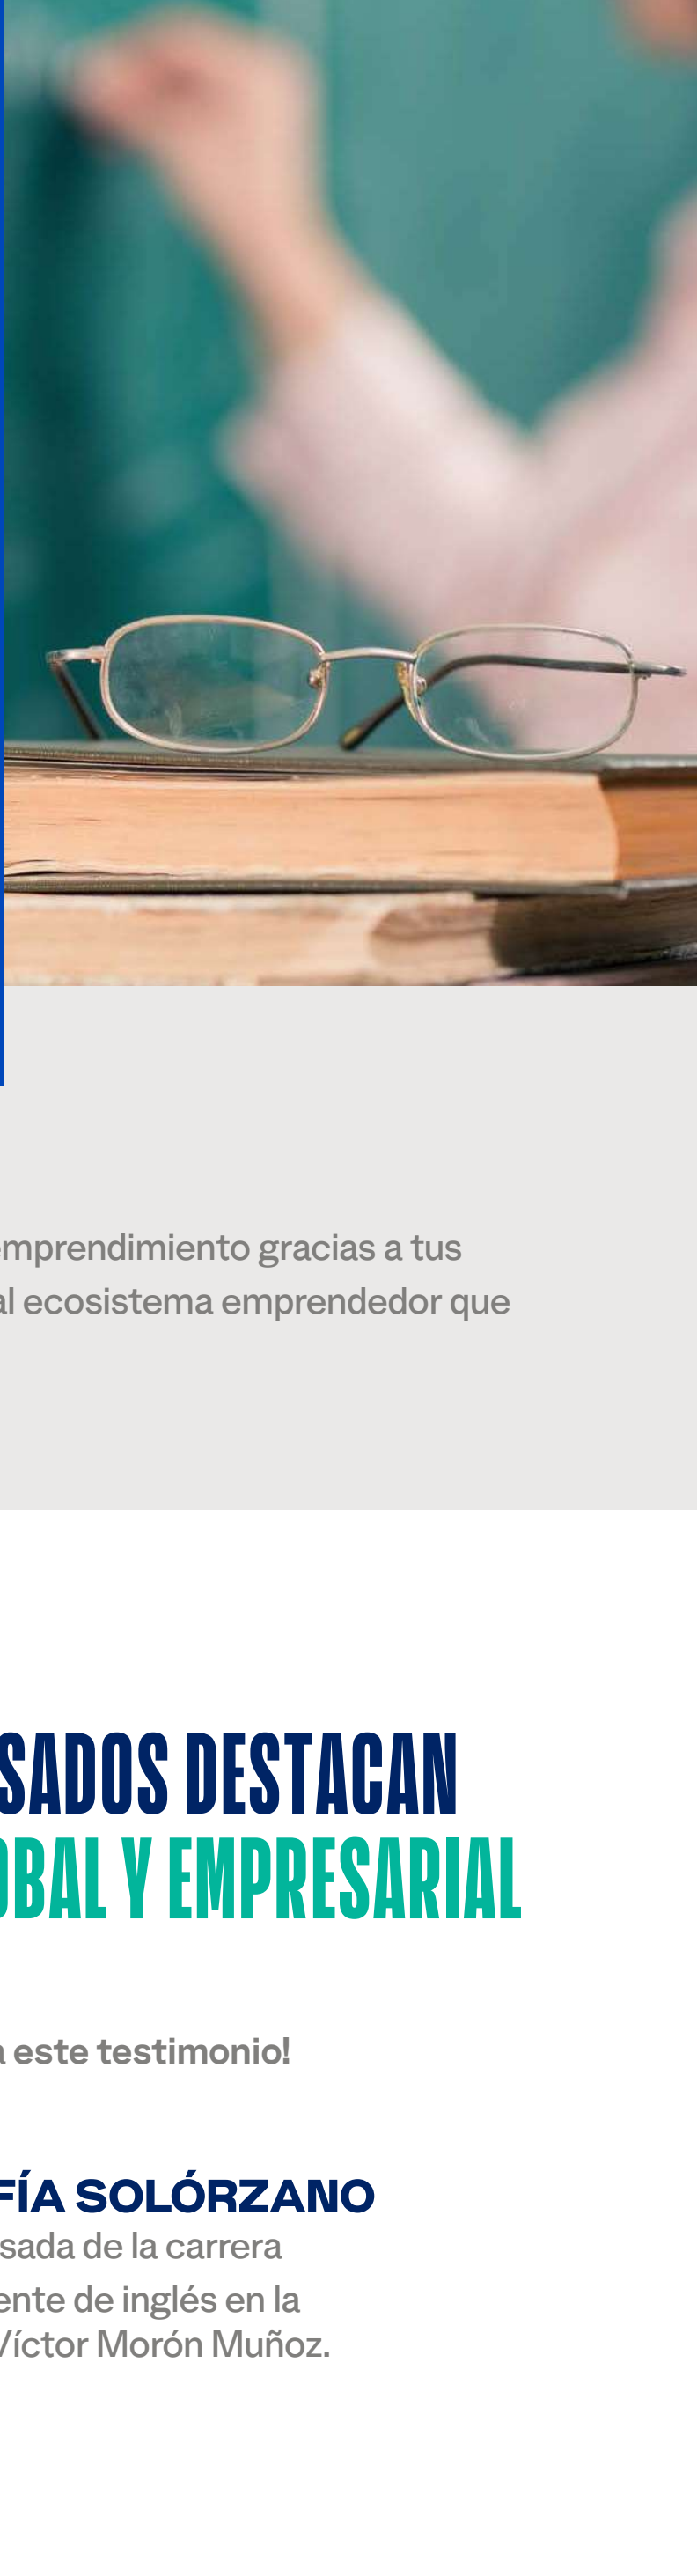 emprendimiento gracias a tus
al ecosistema emprendedor que
SADOS DESTACAN
OBAL Y EMPRESARIAL
a este testimonio!
FÍA SOLÓRZANO
sada de la carrera
ente de inglés en la
Víctor Morón Muñoz.